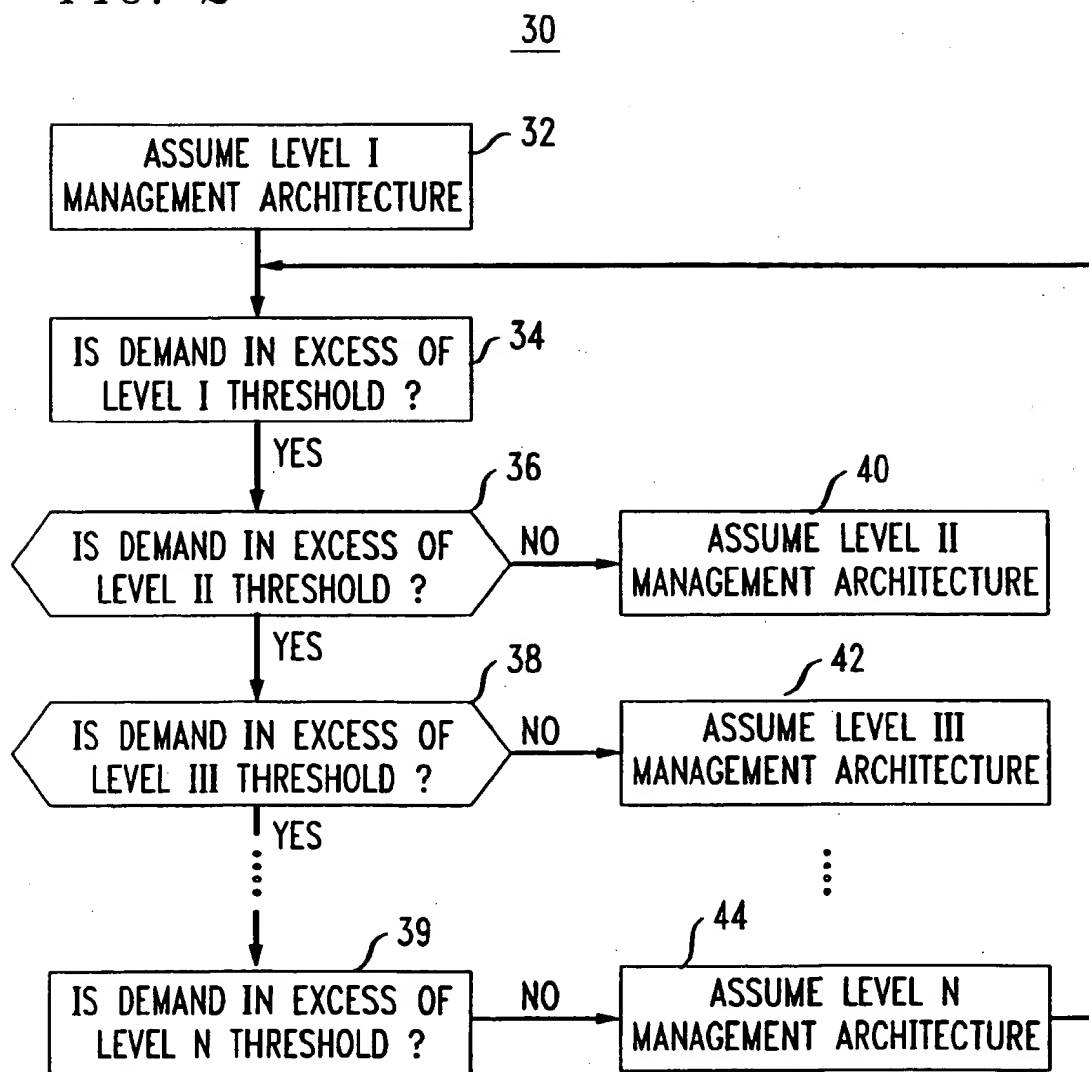 FIG. 2
30
32
ASSUME LEVEL I
MANAGEMENT ARCHITECTURE
34
IS DEMAND IN EXCESS OF
LEVEL I THRESHOLD ?
YES
36
IS DEMAND IN EXCESS OF
LEVEL II THRESHOLD ?
NO
40
ASSUME LEVEL II
MANAGEMENT ARCHITECTURE
YES
38
IS DEMAND IN EXCESS OF
LEVEL III THRESHOLD ?
NO
42
ASSUME LEVEL III
MANAGEMENT ARCHITECTURE
YES
39
IS DEMAND IN EXCESS OF
LEVEL N THRESHOLD ?
NO
44
ASSUME LEVEL N
MANAGEMENT ARCHITECTURE